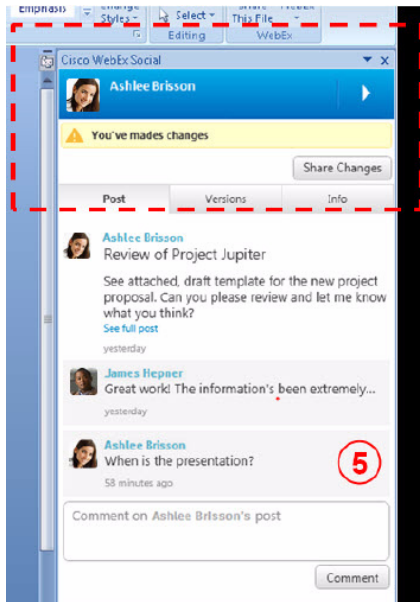 Emphasis
Change
Styles
Select
Share
WebEx
This File
Editing
WebEx
Cisco WebEx Social
Ashlee Brisson
You've mades changes
Share Changes
Post Versions Info
Ashlee Brisson
Review of Project Jupiter
See attached, draft template for the new project
proposal. Can you please review and let me know
what you think?
See full post
yesterday
James Hepner
Great work! The information's been extremely...
yesterday
Ashlee Brisson
When is the presentation?
5
58 minutes ago
Comment on Ashlee Brisson's post
Comment